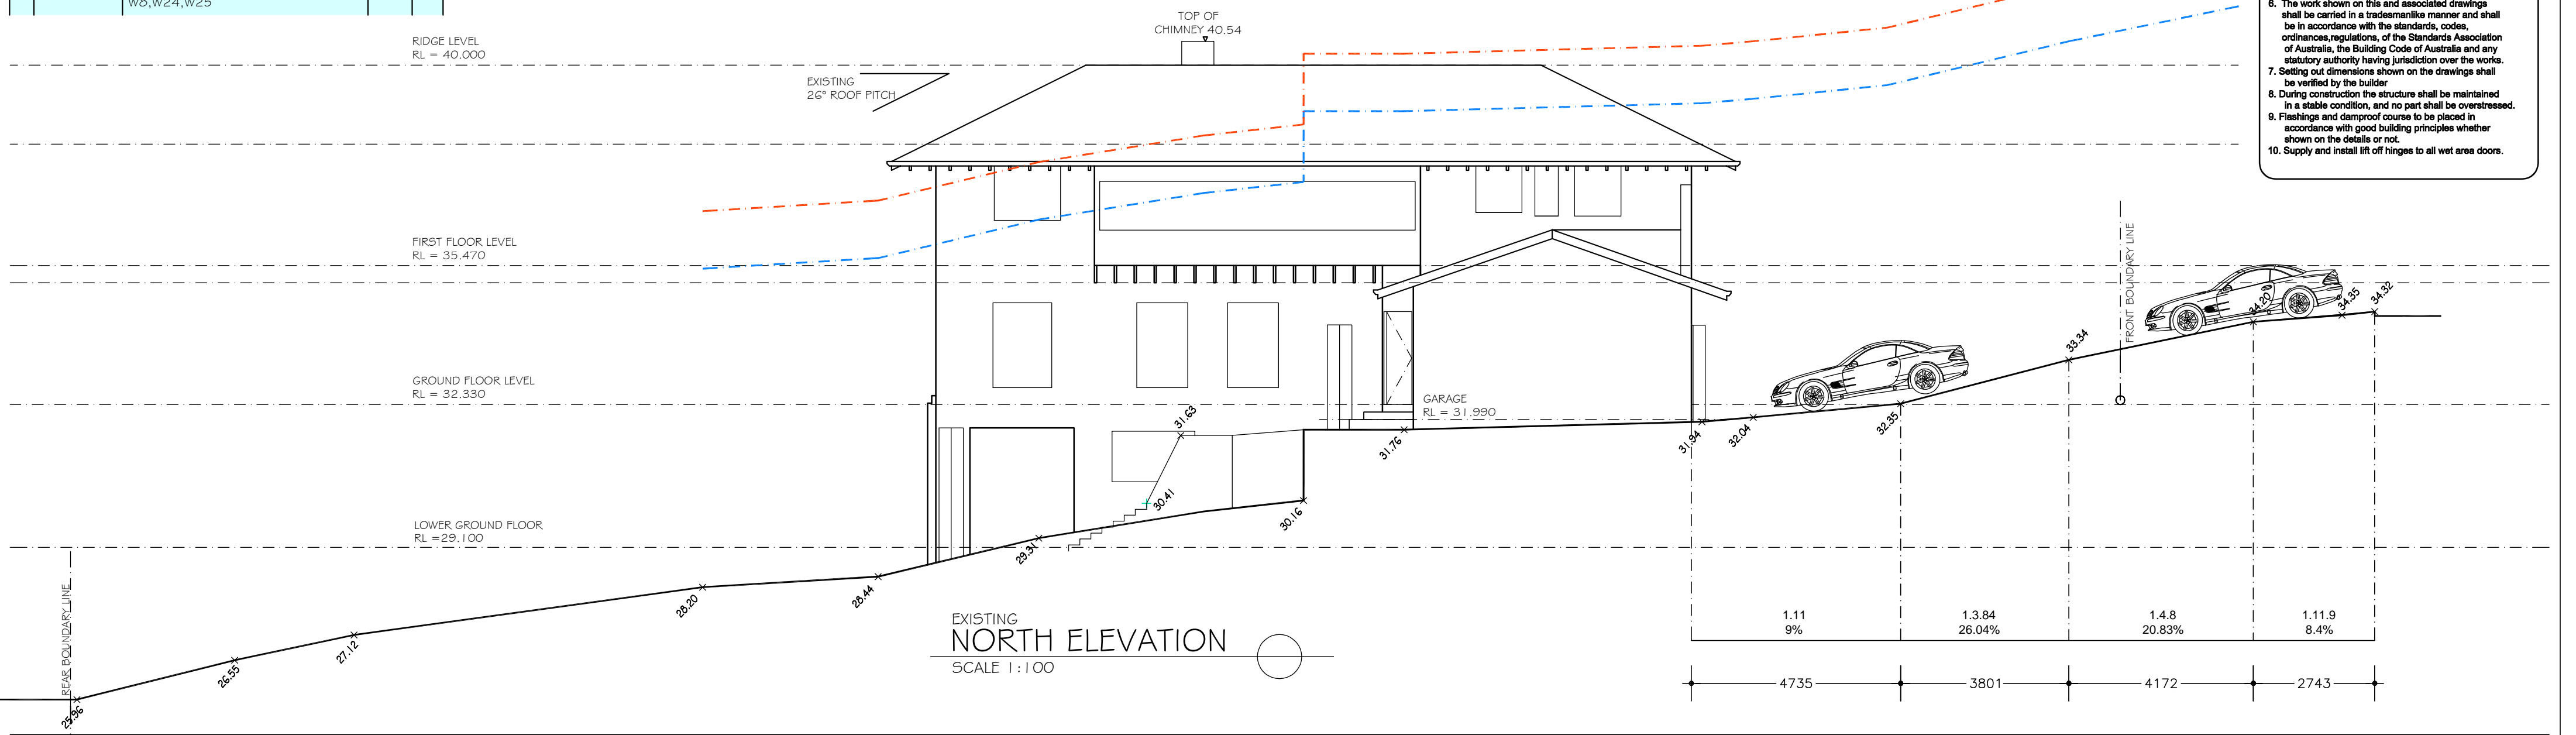 W8,W24,W25
6. The work shown on this and associated drawings
shall be carried in a tradesmanlike manner and shall
be in accordance with the standards, codes,
ordinances,regulations, of the Standards Association
of Australia, the Building Code of Australia and any
statutory authority having jurisdiction over the works.
7. Setting out dimensions shown on the drawings shall
be verified by the builder
8. During construction the structure shall be maintained
in a stable condition, and no part shall be overstressed.
9. Flashings and damproof course to be placed in
accordance with good building principles whether
shown on the details or not.
10. Supply and install lift off hinges to all wet area doors.
TOP OF
CHIMNEY 40.54
RIDGE LEVEL
RL = 40.000
EXISTING
26° ROOF PITCH
FIRST FLOOR LEVEL
RL = 35.470
FRONT BOUNDARY LINE
34.20
34.35
34.32
33.34
GROUND FLOOR LEVEL
RL = 32.330
GARAGE
RL = 31.990
31.63
31.76
31.94
32.04
32.35
30.41
30.16
LOWER GROUND FLOOR
RL =29.100
29.31
28.44
28.20
27.12
26.55
REAR BOUNDARY LINE
25.96
EXISTING
NORTH ELEVATION
SCALE 1:100
1.11
9%
1.3.84
26.04%
1.4.8
20.83%
1.11.9
8.4%
4735
3801
4172
2743